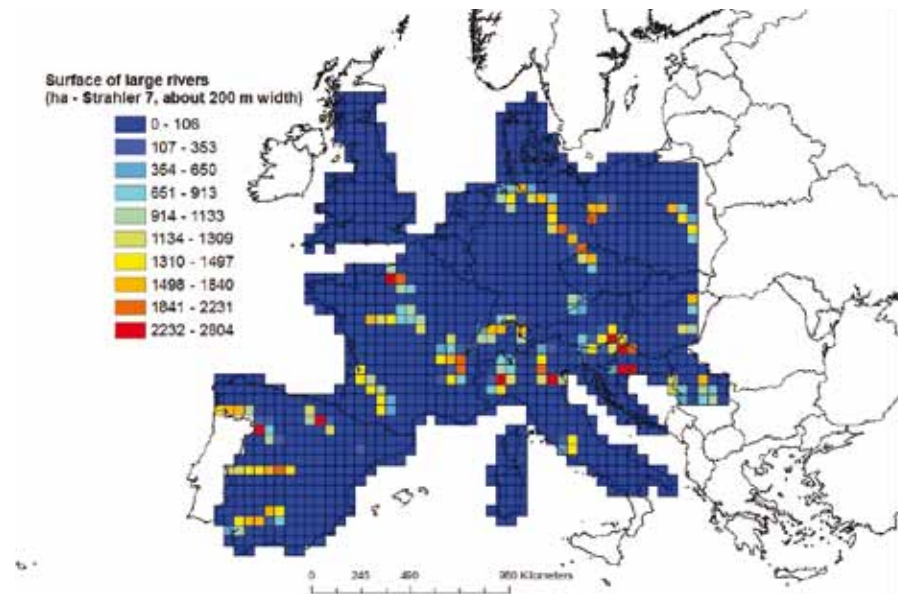 Surface of large rivers
(ha - Strahler 7, about 200 m width)
0 - 106
107 - 353
354 - 650
651 - 913
914 - 1133
1134 - 1309
1310 - 1497
1498 - 1840
1841 - 2231
2232 - 2804
0 245 490 980 Kilometers